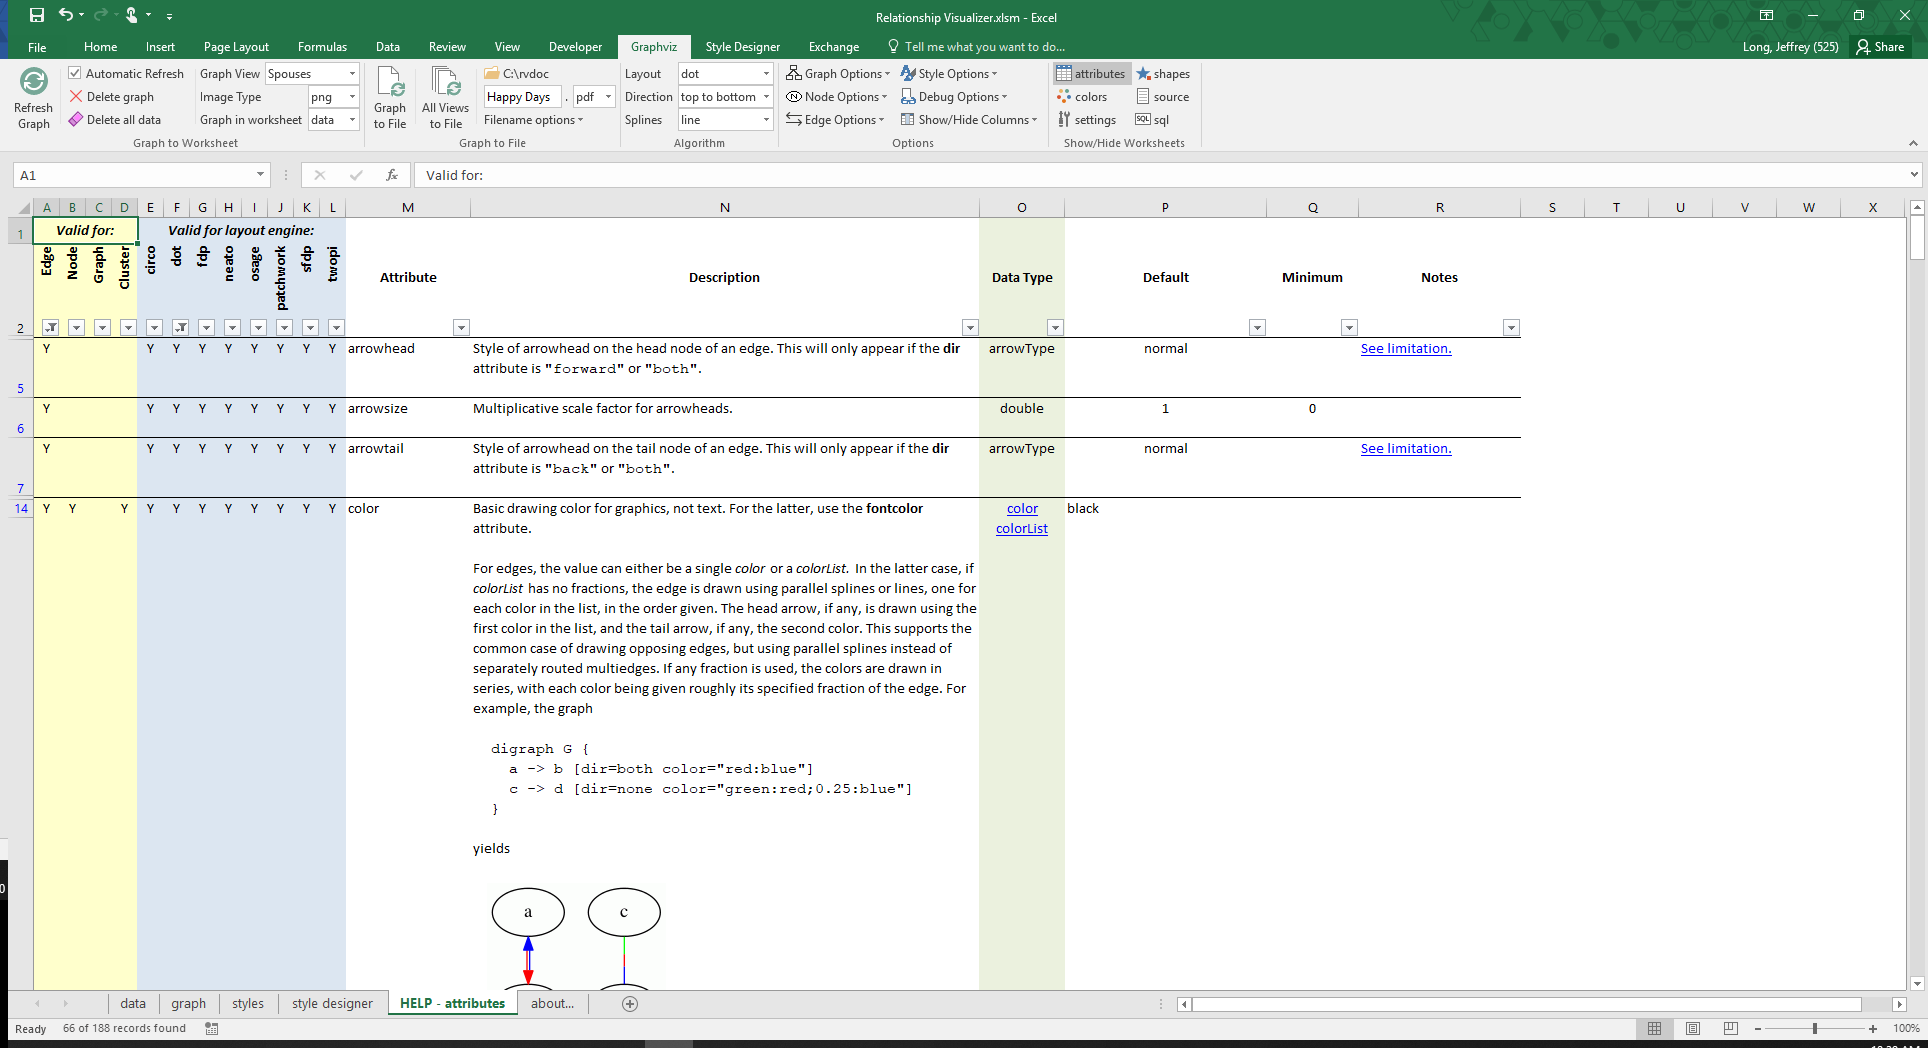 Relationship Visualizer.xlsm - Excel
File Home Insert Page Layout Formulas Data Review View Developer Graphviz Style Designer Exchange Tell me what you want to do... Long, Jeffrey (525) Share
Refresh Graph
Automatic Refresh
Delete graph
Delete all data
Graph View Spouses
Image Type png
Graph in worksheet data
Graph to Worksheet
Graph to File
All Views to File
C:\rvdoc
Happy Days . pdf
Filename options
Graph to File
Layout dot
Direction top to bottom
Splines line
Algorithm
Graph Options Style Options
Node Options Debug Options
Edge Options Show/Hide Columns
Options
attributes shapes
colors source
settings SQL sql
Show/Hide Worksheets
A1 fx Valid for:
A B C D E F G H I J K L M N O P Q R S T U V W X
1 Valid for: Valid for layout engine:
2 Edge Node Graph Cluster circo dot fdp neato osage patchwork sfdp twopi Attribute Description Data Type Default Minimum Notes
5 Y Y Y Y Y Y Y Y Y arrowhead Style of arrowhead on the head node of an edge. This will only appear if the dir arrowType normal See limitation.
attribute is "forward" or "both".
6 Y Y Y Y Y Y Y Y Y arrowsize Multiplicative scale factor for arrowheads. double 1 0
7 Y Y Y Y Y Y Y Y Y arrowtail Style of arrowhead on the tail node of an edge. This will only appear if the dir arrowType normal See limitation.
attribute is "back" or "both".
14 Y Y Y Y Y Y Y Y Y Y Y color Basic drawing color for graphics, not text. For the latter, use the fontcolor color black
attribute. colorList
For edges, the value can either be a single color or a colorList. In the latter case, if
colorList has no fractions, the edge is drawn using parallel splines or lines, one for
each color in the list, in the order given. The head arrow, if any, is drawn using the
first color in the list, and the tail arrow, if any, the second color. This supports the
common case of drawing opposing edges, but using parallel splines instead of
separately routed multiedges. If any fraction is used, the colors are drawn in
series, with each color being given roughly its specified fraction of the edge. For
example, the graph
digraph G {
a -> b [dir=both color="red:blue"]
c -> d [dir=none color="green:red;0.25:blue"]
}
yields
a c
data graph styles style designer HELP - attributes about...
Ready 66 of 188 records found 100%